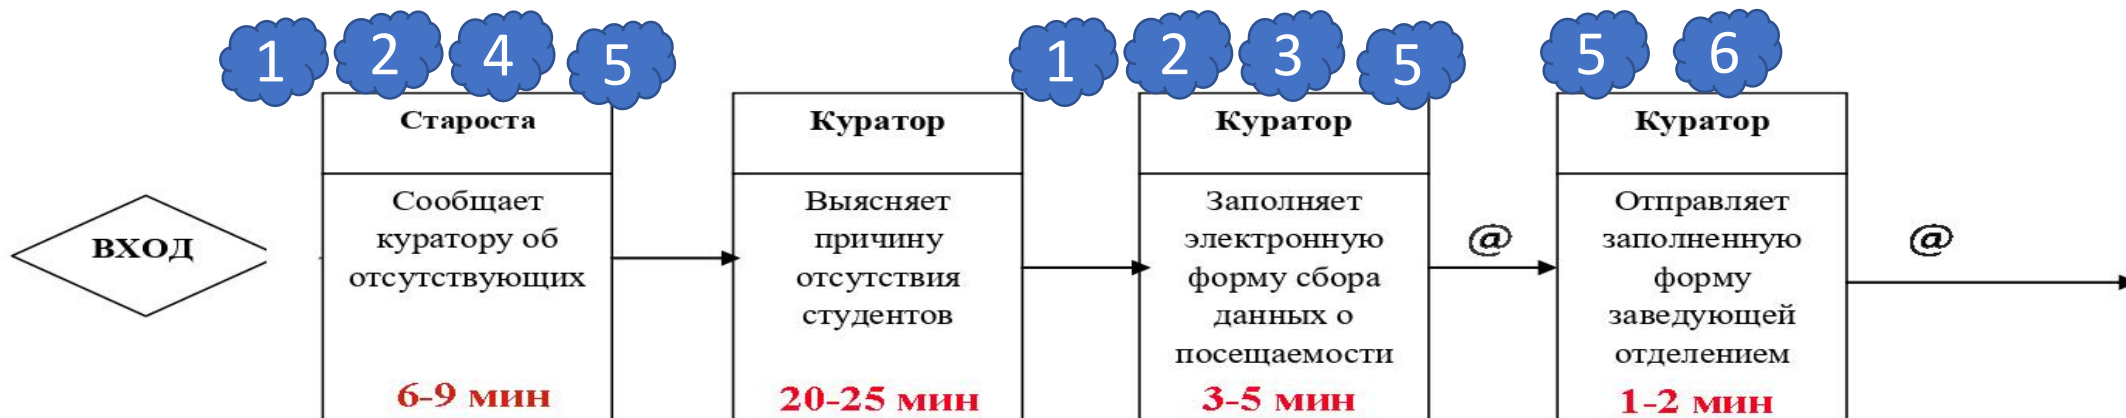 1 2 4 5
1 2 3 5
5 6
ВХОД
Староста
Сообщает
куратору об
отсутствующих
6-9 мин
Куратор
Выясняет
причину
отсутствия
студентов
20-25 мин
Куратор
Заполняет
электронную
форму сбора
данных о
посещаемости
3-5 мин
@
Куратор
Отправляет
заполненную
форму
заведующей
отделением
1-2 мин
@